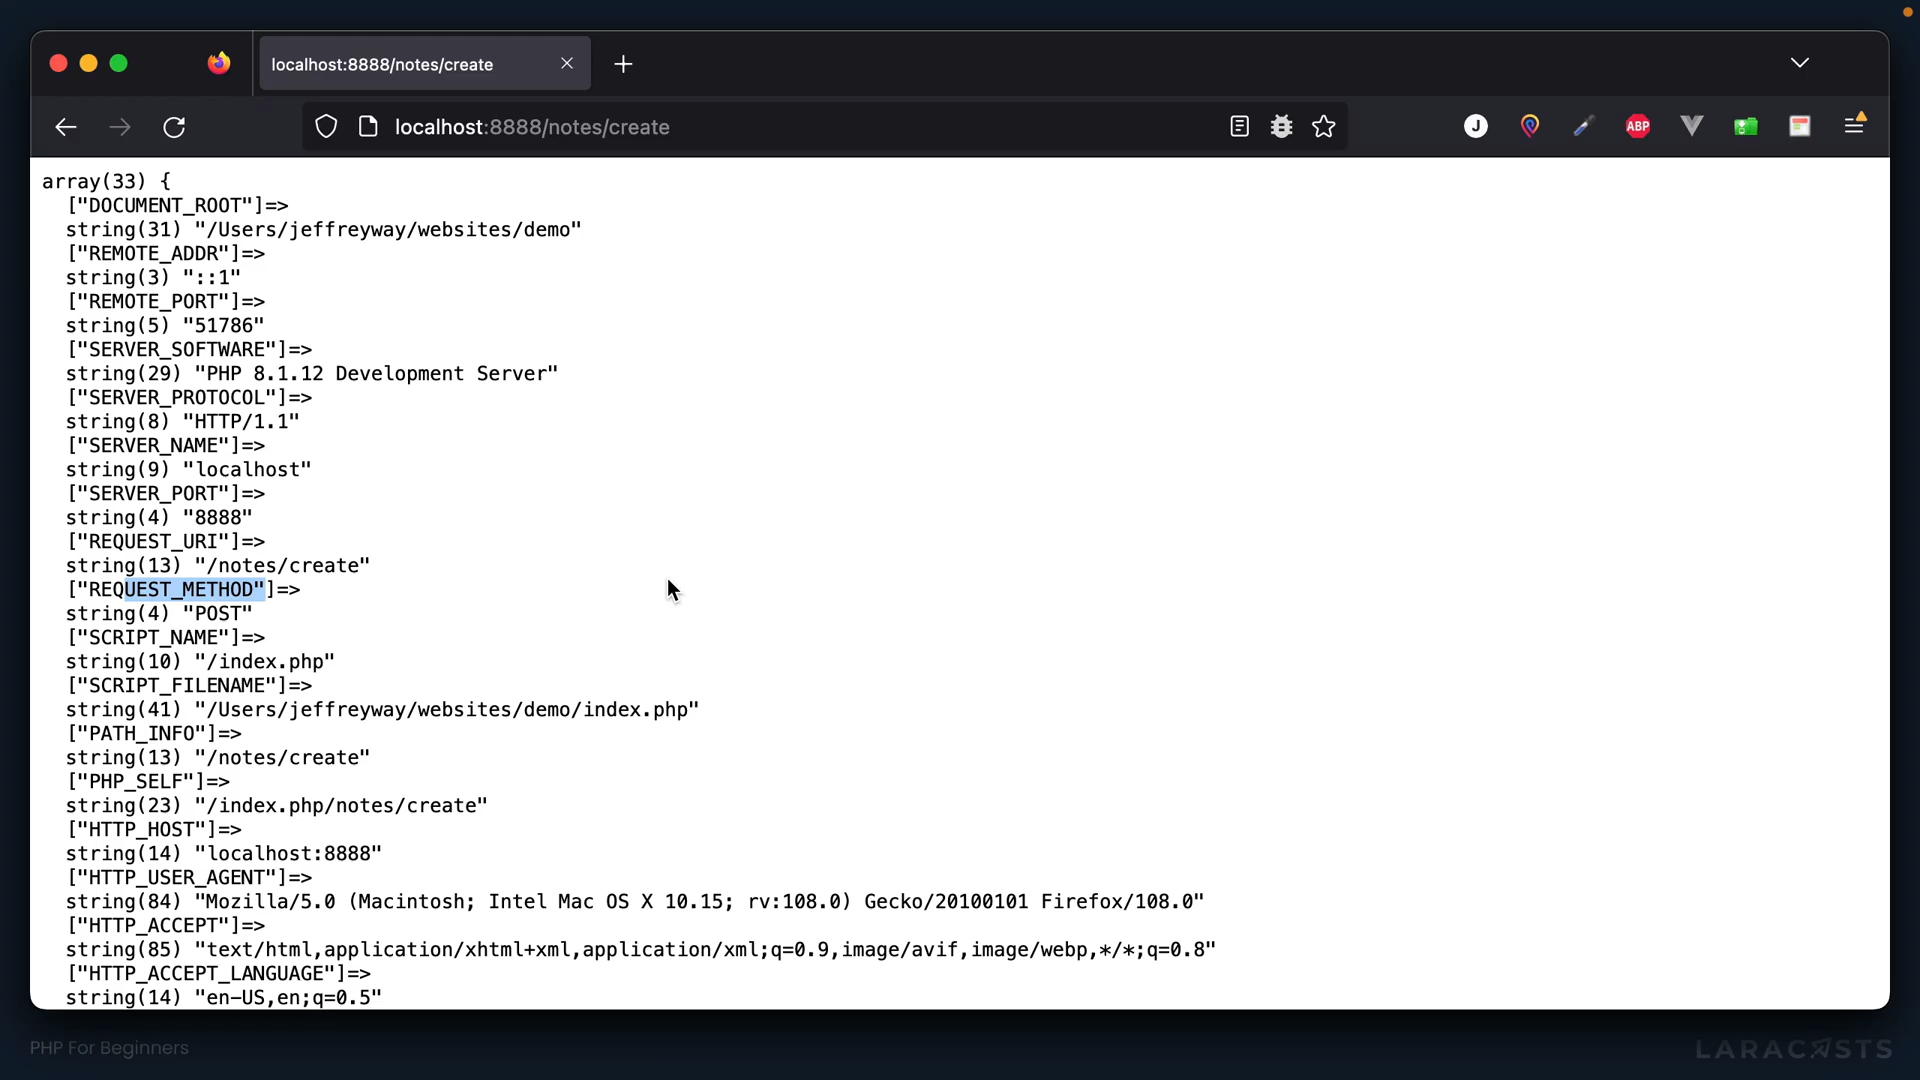 localhost:8888/notes/create
localhost:8888/notes/create
J
ABP
array(33) {
["DOCUMENT_ROOT"]=>
string(31) "/Users/jeffreyway/websites/demo"
["REMOTE_ADDR"]=>
string(3) "::1"
["REMOTE_PORT"]=>
string(5) "51786"
["SERVER_SOFTWARE"]=>
string(29) "PHP 8.1.12 Development Server"
["SERVER_PROTOCOL"]=>
string(8) "HTTP/1.1"
["SERVER_NAME"]=>
string(9) "localhost"
["SERVER_PORT"]=>
string(4) "8888"
["REQUEST_URI"]=>
string(13) "/notes/create"
["REQUEST_METHOD"]=>
string(4) "POST"
["SCRIPT_NAME"]=>
string(10) "/index.php"
["SCRIPT_FILENAME"]=>
string(41) "/Users/jeffreyway/websites/demo/index.php"
["PATH_INFO"]=>
string(13) "/notes/create"
["PHP_SELF"]=>
string(23) "/index.php/notes/create"
["HTTP_HOST"]=>
string(14) "localhost:8888"
["HTTP_USER_AGENT"]=>
string(84) "Mozilla/5.0 (Macintosh; Intel Mac OS X 10.15; rv:108.0) Gecko/20100101 Firefox/108.0"
["HTTP_ACCEPT"]=>
string(85) "text/html,application/xhtml+xml,application/xml;q=0.9,image/avif,image/webp,*/*;q=0.8"
["HTTP_ACCEPT_LANGUAGE"]=>
string(14) "en-US,en;q=0.5"
PHP For Beginners
LARACASTS